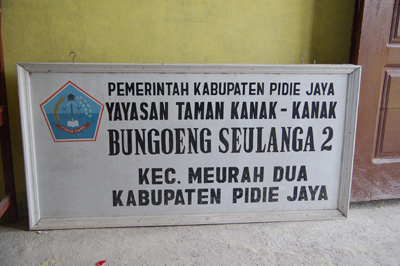 PEMERINTAH KABUPATEN PIDIE JAYA
YAYASAN TAMAN KANAK - KANAK
BUNGOENG SEULANGA 2
KEC. MEURAH DUA
KABUPATEN PIDIE JAYA